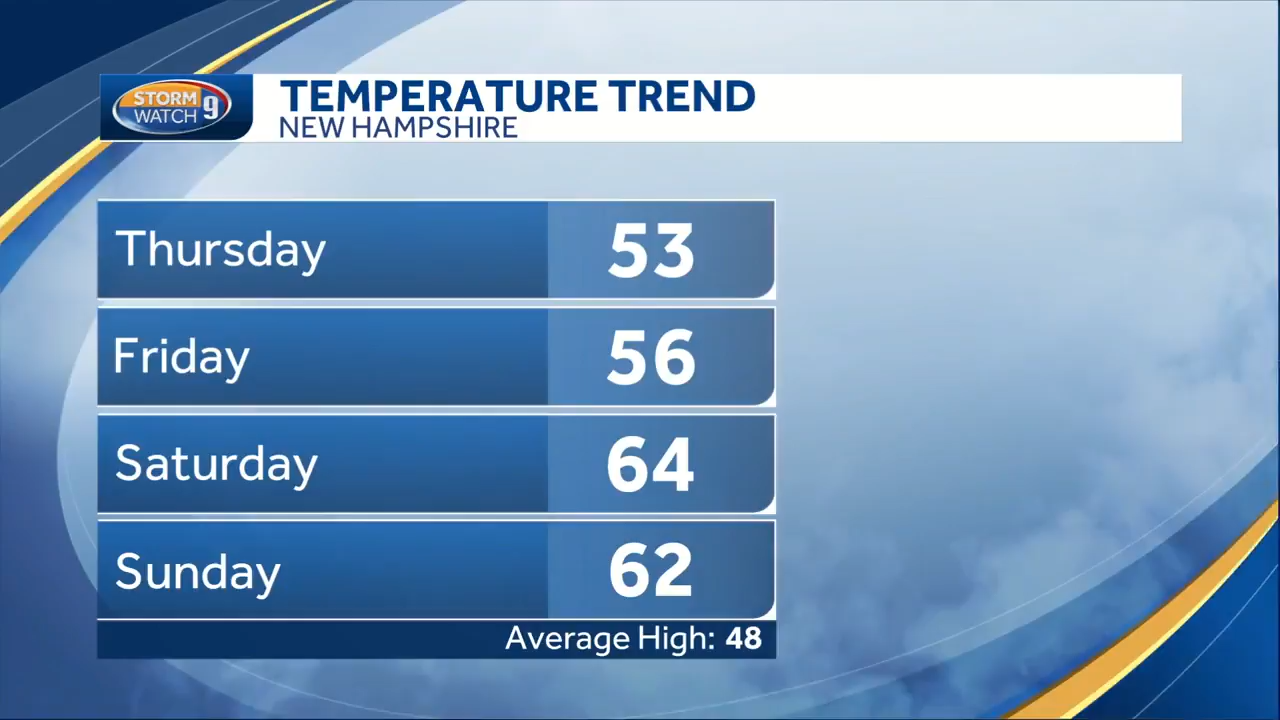 STORM
WATCH 9
TEMPERATURE TREND
NEW HAMPSHIRE
Thursday 53
Friday 56
Saturday 64
Sunday 62
Average High: 48